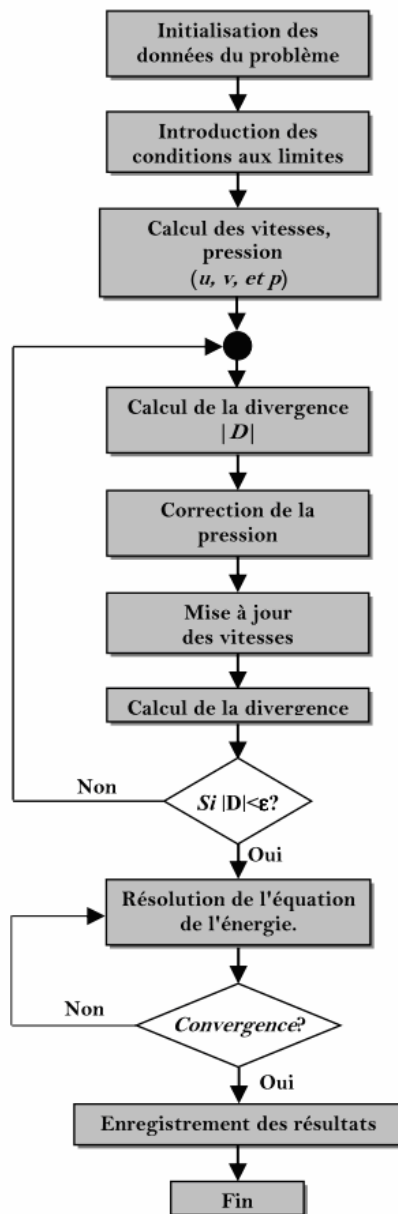 Initialisation des
données du problème
Introduction des
conditions aux limites
Calcul des vitesses,
pression
(u, v, et p)
Calcul de la divergence
|D|
Correction de la
pression
Mise à jour
des vitesses
Calcul de la divergence
Non
Si |D|<ε?
Oui
Résolution de l'équation
de l'énergie.
Non
Convergence?
Oui
Enregistrement des résultats
Fin